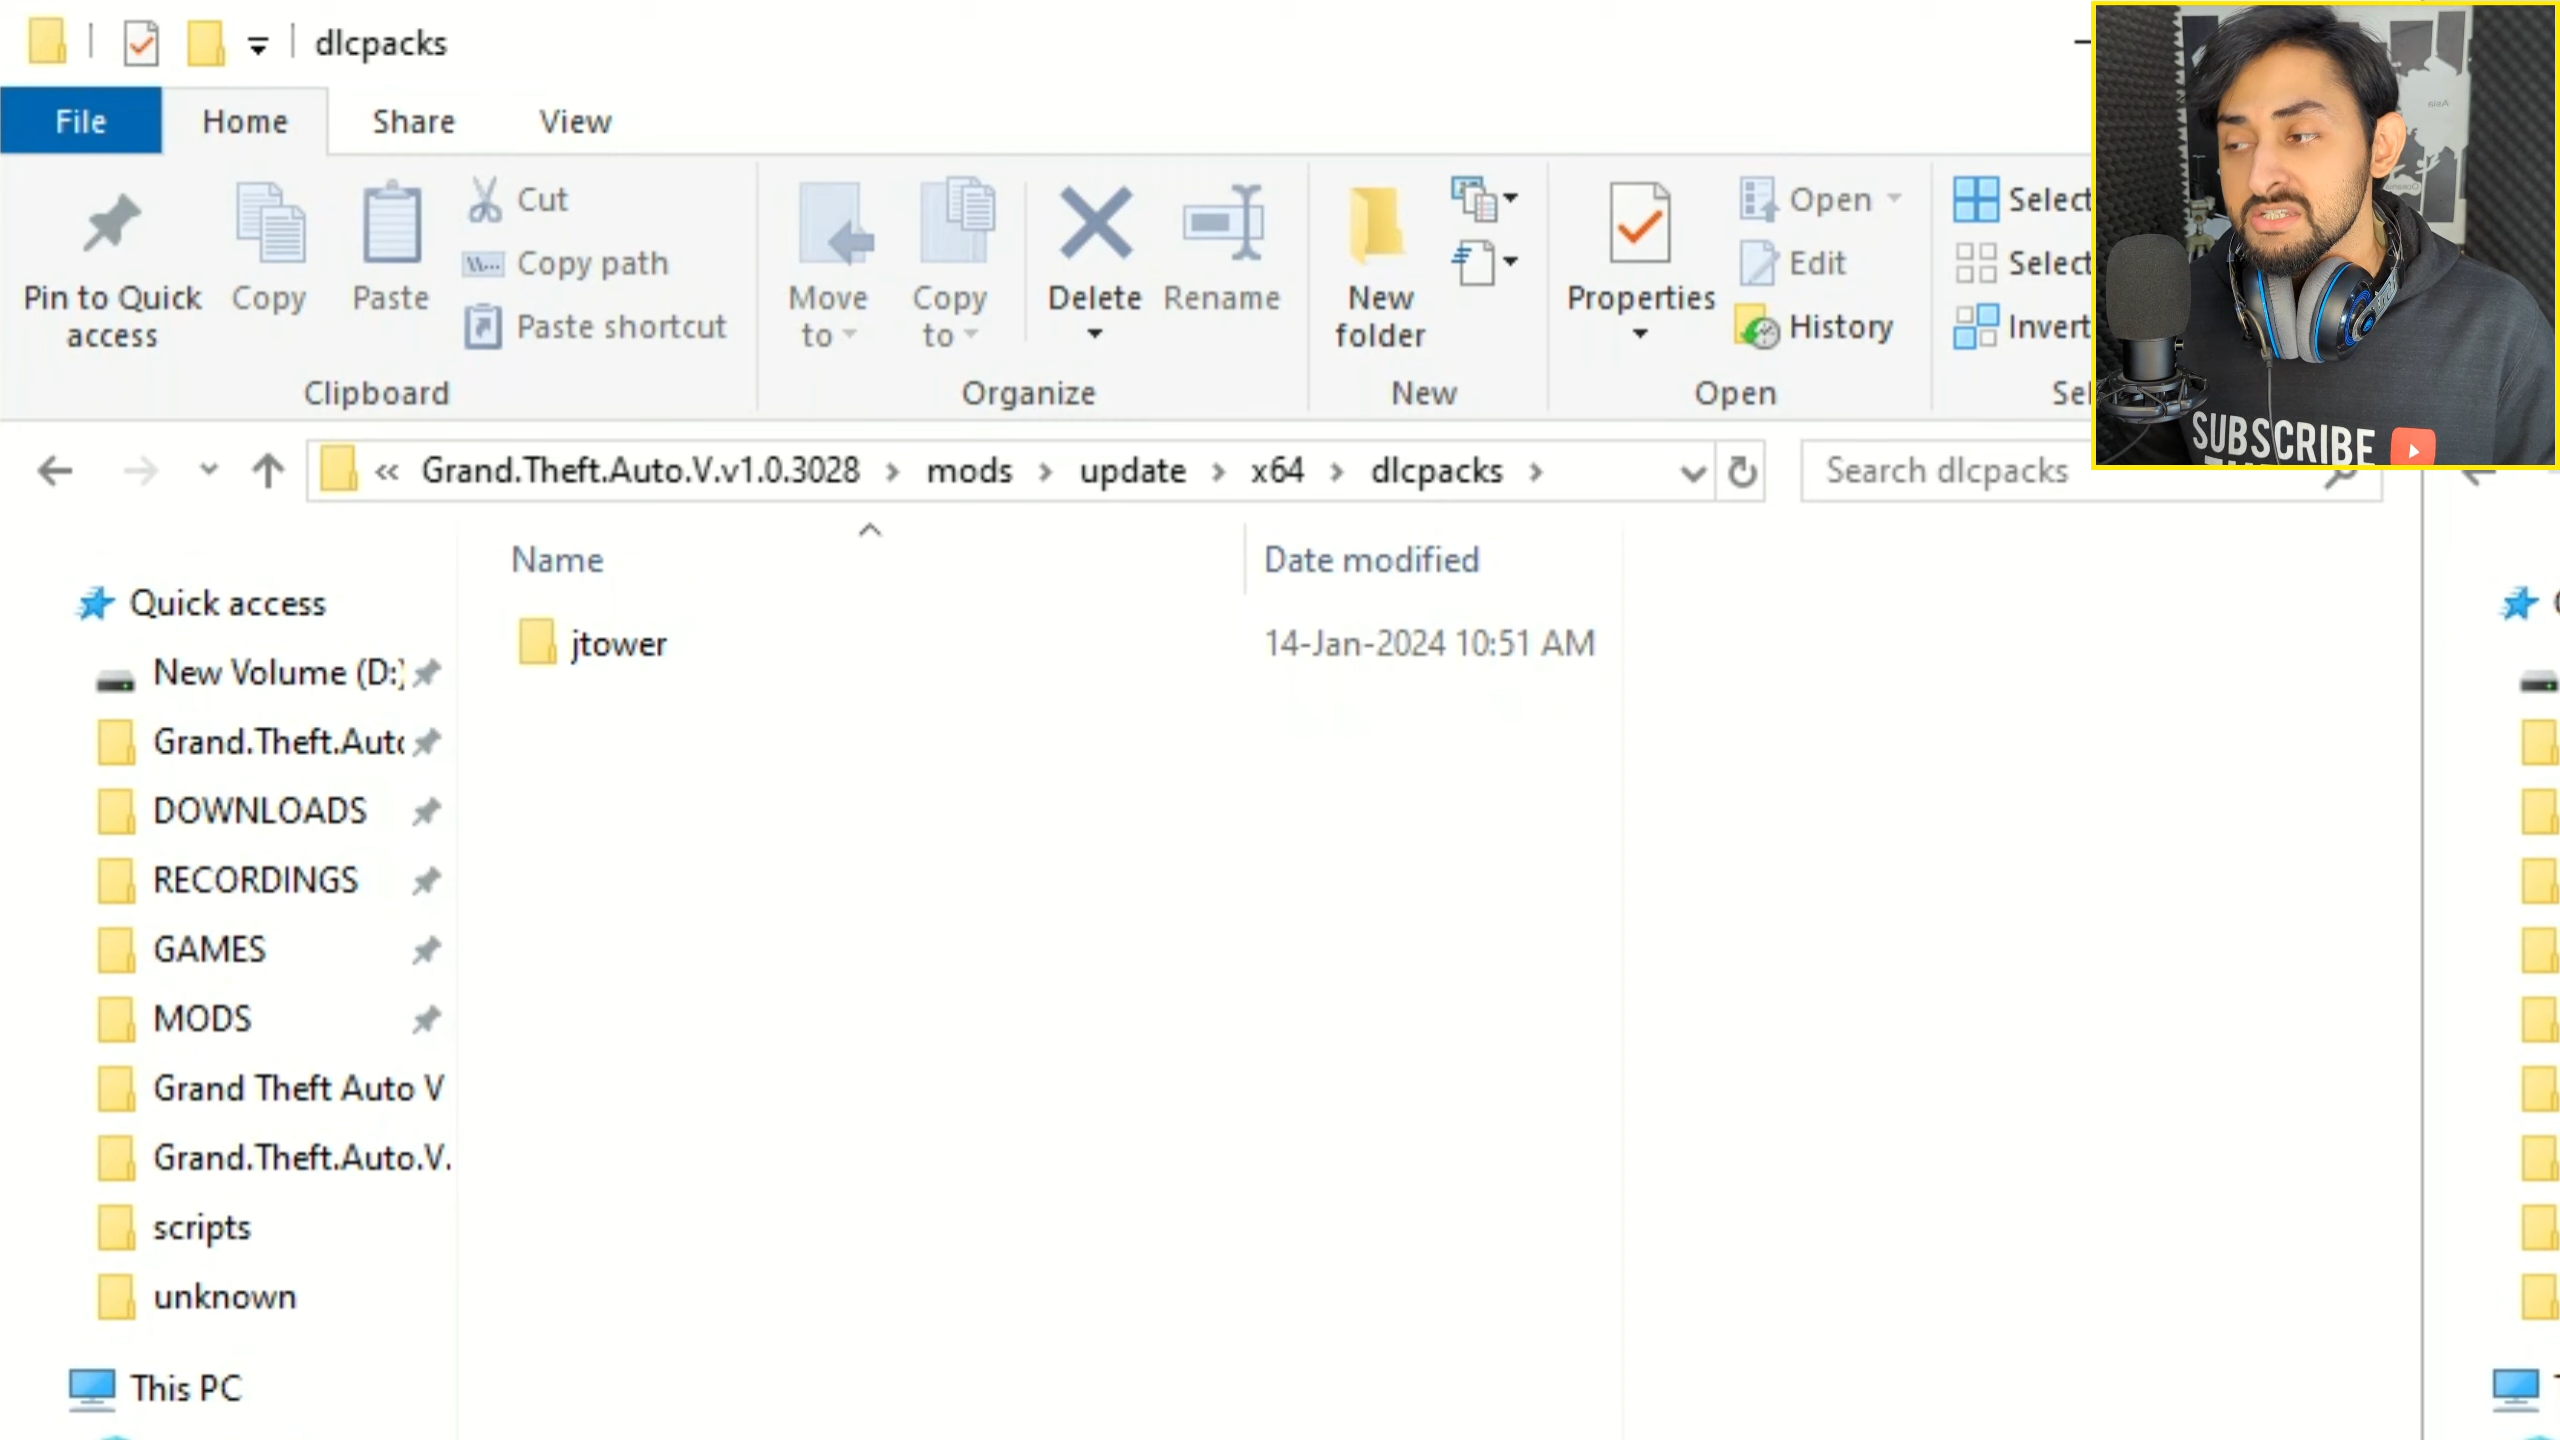 dlcpacks
File Home Share View
Pin to Quick access
Copy
Paste
Cut
Copy path
Paste shortcut
Clipboard
Move to
Copy to
Delete
Rename
Organize
New folder
New
Properties
Open
Edit
History
Open
Select
Select
Invert
Sel
« Grand.Theft.Auto.V.v1.0.3028 > mods > update > x64 > dlcpacks >
Search dlcpacks
SUBSCRIBE
Name Date modified
jtower 14-Jan-2024 10:51 AM
Quick access
New Volume (D:)
Grand.Theft.Auto
DOWNLOADS
RECORDINGS
GAMES
MODS
Grand Theft Auto V
Grand.Theft.Auto.V.
scripts
unknown
This PC